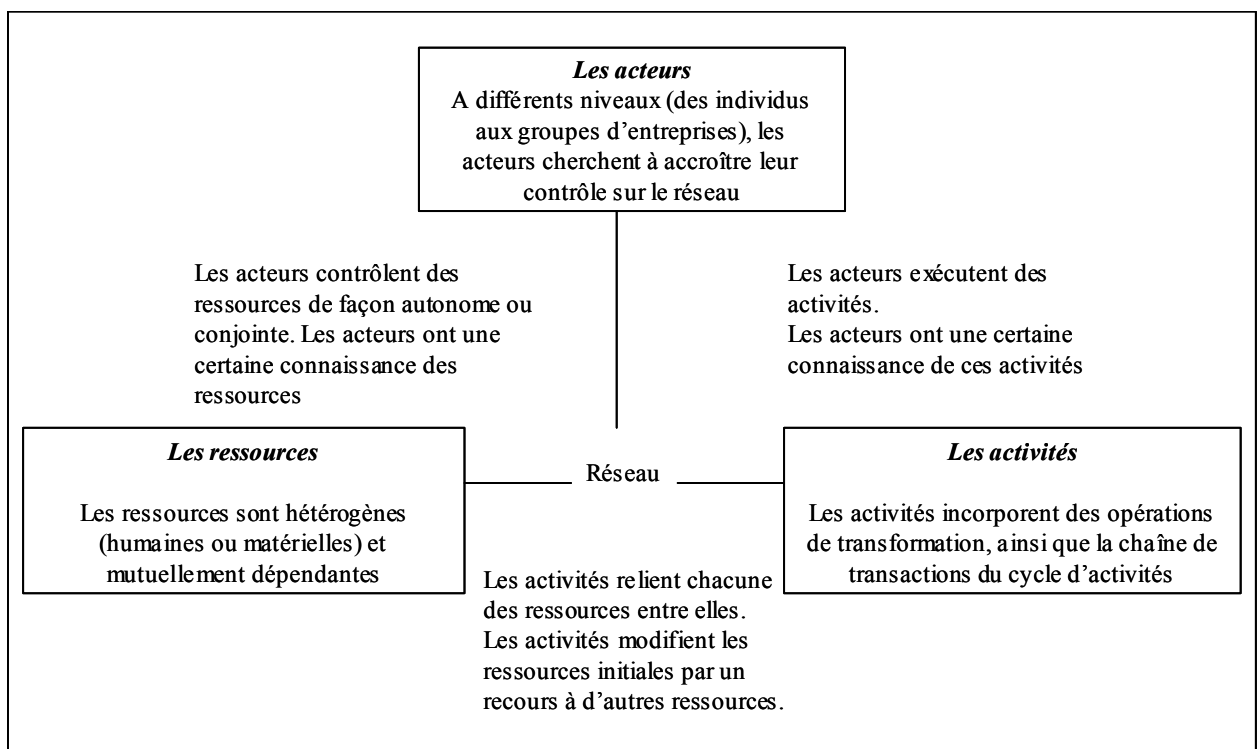 Les acteurs
A différents niveaux (des individus
aux groupes d'entreprises), les
acteurs cherchent à accroître leur
contrôle sur le réseau
Les acteurs contrôlent des
ressources de façon autonome ou
conjointe. Les acteurs ont une
certaine connaissance des
ressources
Les acteurs exécutent des
activités.
Les acteurs ont une certaine
connaissance de ces activités
Les ressources
Les ressources sont hétérogènes
(humaines ou matérielles) et
mutuellement dépendantes
Réseau
Les activités
Les activités incorporent des opérations
de transformation, ainsi que la chaîne de
transactions du cycle d'activités
Les activités relient chacune
des ressources entre elles.
Les activités modifient les
ressources initiales par un
recours à d'autres ressources.